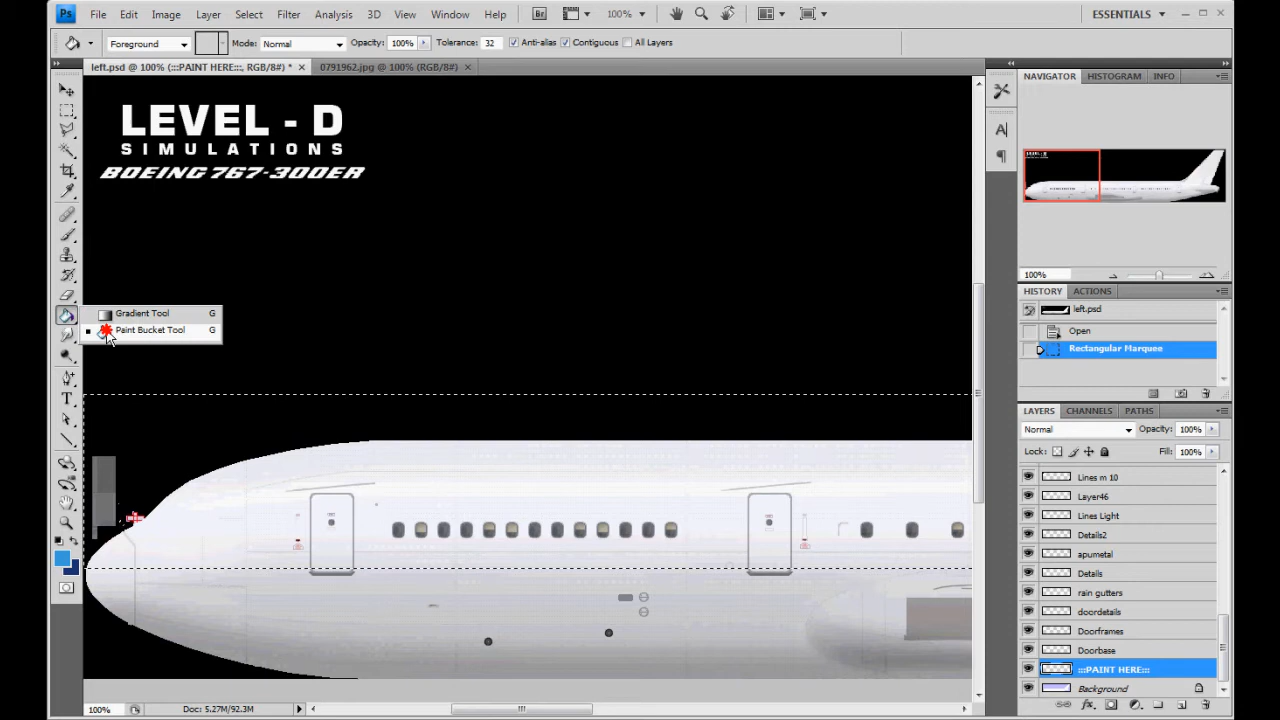 Ps File Edit Image Layer Select Filter Analysis 3D View Window Help Br 100% ESSENTIALS
Foreground Mode: Normal Opacity: 100% Tolerance: 32 Anti-alias Contiguous All Layers
left.psd @ 100% (:::PAINT HERE:::, RGB/8#) * 0791962.jpg @ 100% (RGB/8#)
LEVEL - D
SIMULATIONS
BOEING 767-300ER
Gradient Tool G
Paint Bucket Tool G
NAVIGATOR HISTOGRAM INFO
100%
HISTORY ACTIONS
left.psd
Open
Rectangular Marquee
LAYERS CHANNELS PATHS
Normal Opacity: 100%
Lock: Fill: 100%
Lines m 10
Layer46
Lines Light
Details2
apumetal
Details
rain gutters
doordetails
Doorframes
Doorbase
:::PAINT HERE:::
Background
100% Doc: 5.27M/92.3M